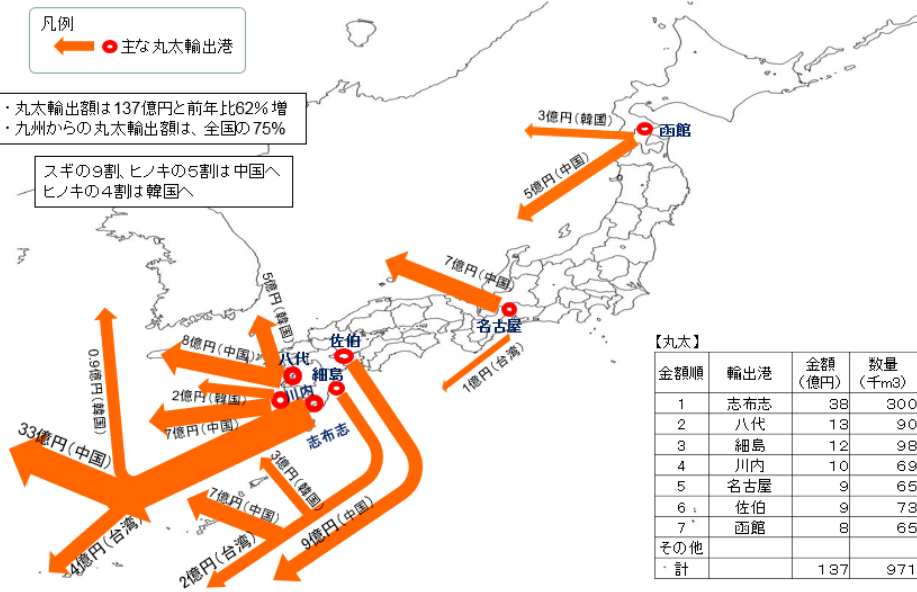 凡例
主な丸太輸出港
・丸太輸出額は137億円と前年比62%増
・九州からの丸太輸出額は、全国の75%
スギの9割、ヒノキの5割は中国へ
ヒノキの4割は韓国へ
3億円(韓国)
函館
5億円(中国)
7億円(中国)
名古屋
1億円(台湾)
5億円(韓国)
佐伯
8億円(中国)
八代
細島
2億円(韓国)
川内
7億円(中国)
志布志
0.9億円(韓国)
33億円(中国)
4億円(台湾)
3億円(韓国)
7億円(中国)
2億円(台湾)
9億円(中国)
【丸太】
金額順 輸出港 金額(億円) 数量(千m3)
1 志布志 38 300
2 八代 13 90
3 細島 12 98
4 川内 10 69
5 名古屋 9 65
6 佐伯 9 73
7 函館 8 65
その他
計 137 971